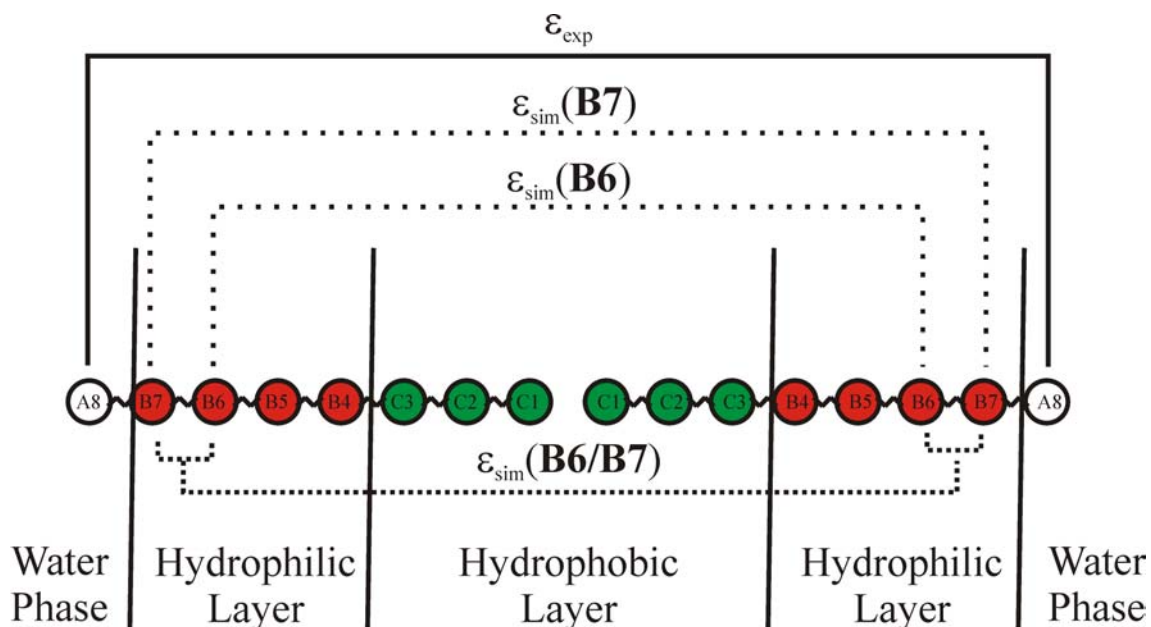 εexp
εsim(B7)
εsim(B6)
A8 B7 B6 B5 B4 C3 C2 C1 C1 C2 C3 B4 B5 B6 B7 A8
εsim(B6/B7)
Water Phase
Hydrophilic Layer
Hydrophobic Layer
Hydrophilic Layer
Water Phase